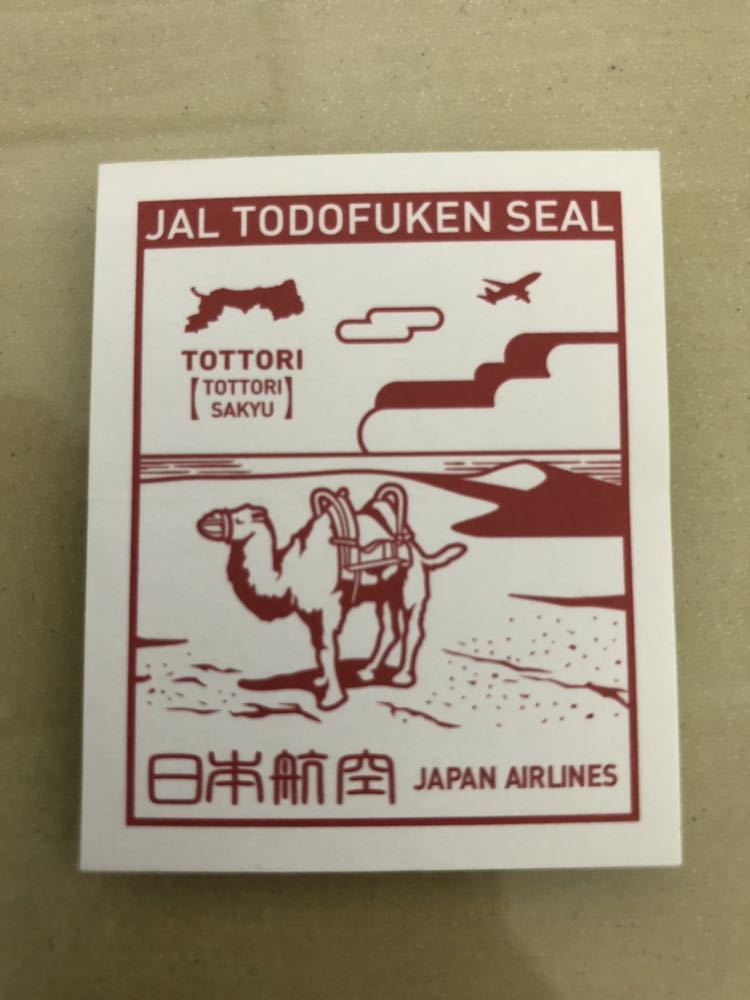 JAL TODOFUKEN SEAL
TOTTORI
【TOTTORI
SAKYU】
日本航空 JAPAN AIRLINES